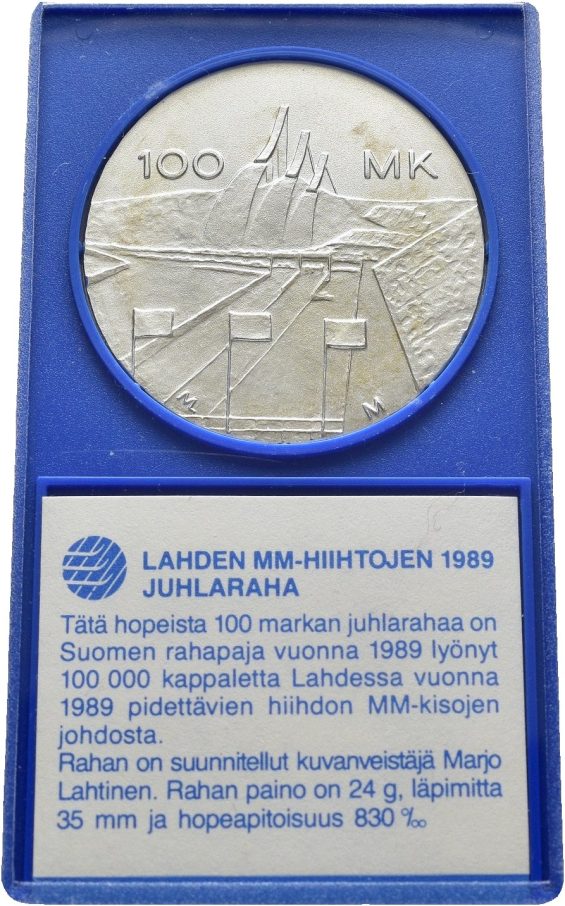 100 MK
M M
LAHDEN MM-HIIHTOJEN 1989
JUHLARAHA
Tätä hopeista 100 markan juhlarahaa on
Suomen rahapaja vuonna 1989 lyönyt
100 000 kappaletta Lahdessa vuonna
1989 pidettävien hiihdon MM-kisojen
johdosta.
Rahan on suunnitellut kuvanveistäjä Marjo
Lahtinen. Rahan paino on 24 g, läpimitta
35 mm ja hopeapitoisuus 830 ‰